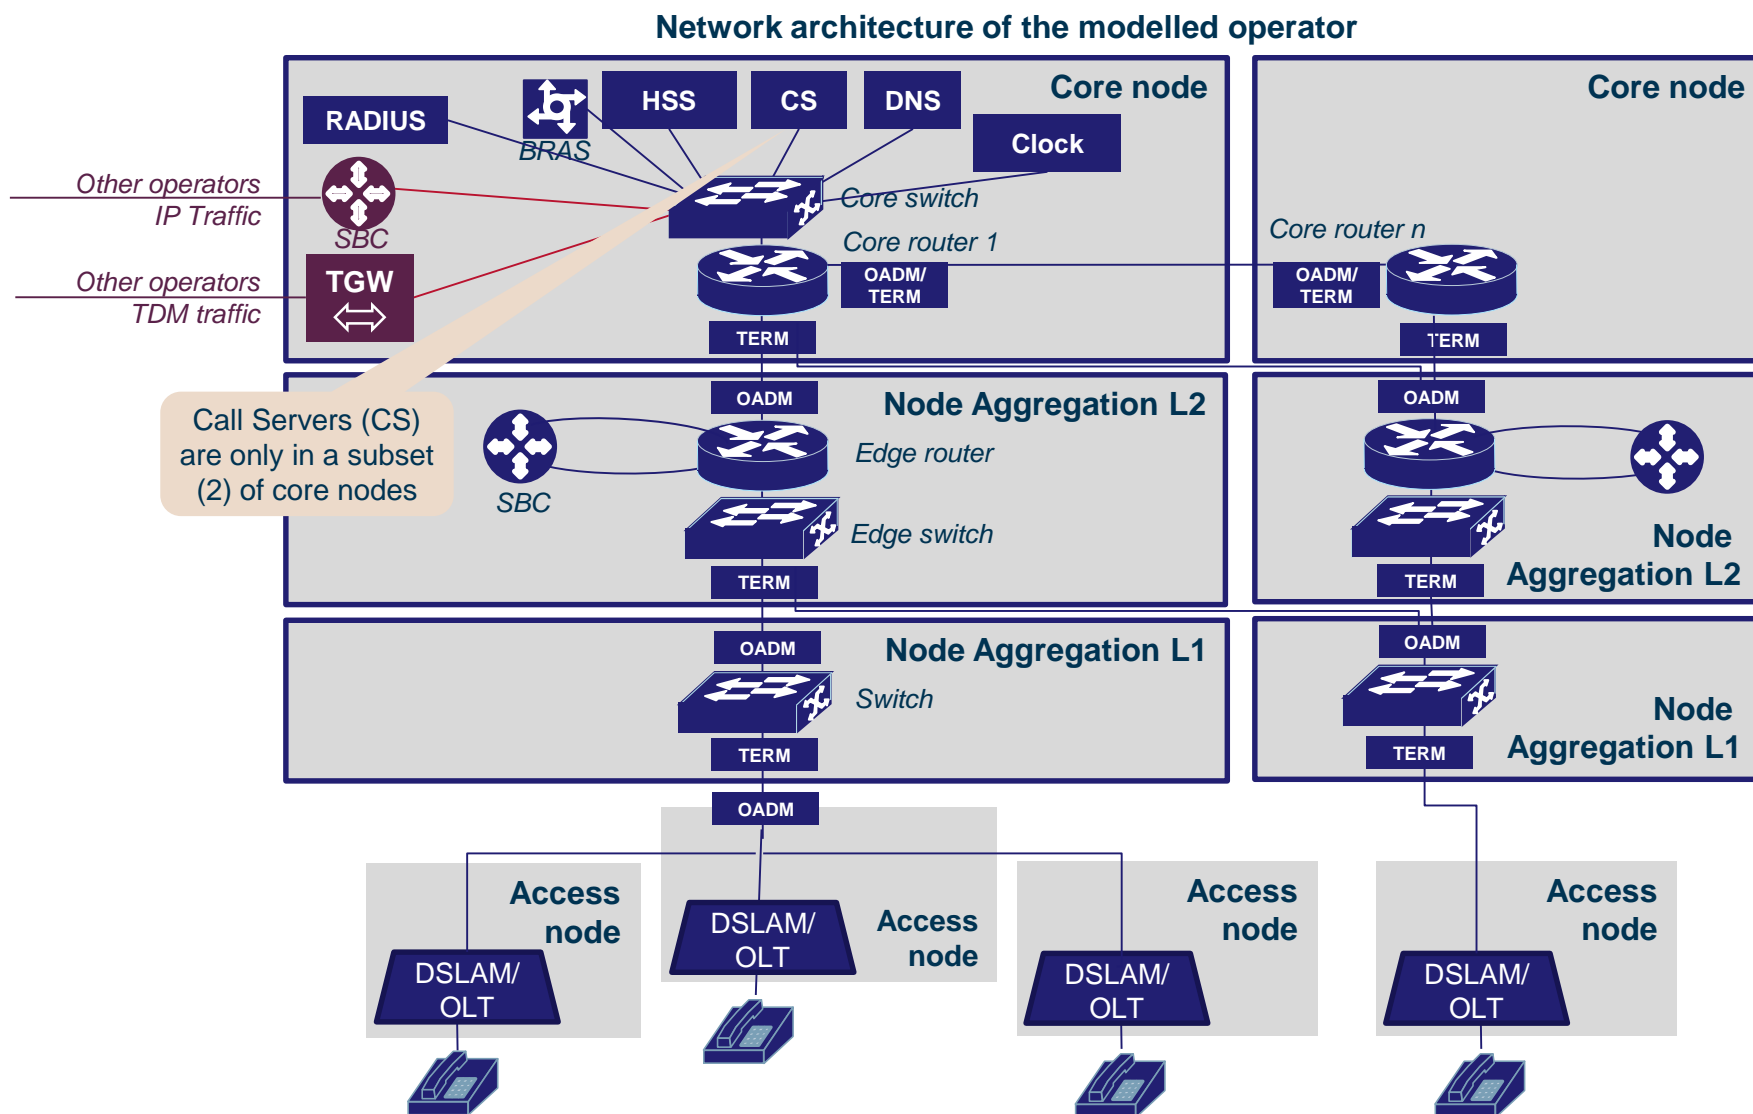 Network architecture of the modelled operator
Core node
Core node
RADIUS
BRAS
HSS
CS
DNS
Clock
Other operators
IP Traffic
SBC
Core switch
Core router 1
Core router n
Other operators
TDM traffic
TGW
OADM/
TERM
OADM/
TERM
TERM
TERM
Call Servers (CS)
are only in a subset
(2) of core nodes
OADM
Node Aggregation L2
OADM
SBC
Edge router
Edge switch
TERM
Node
Aggregation L2
TERM
OADM
Node Aggregation L1
OADM
Switch
TERM
Node
Aggregation L1
TERM
OADM
Access
node
DSLAM/
OLT
Access
node
DSLAM/
OLT
Access
node
DSLAM/
OLT
Access
node
DSLAM/
OLT